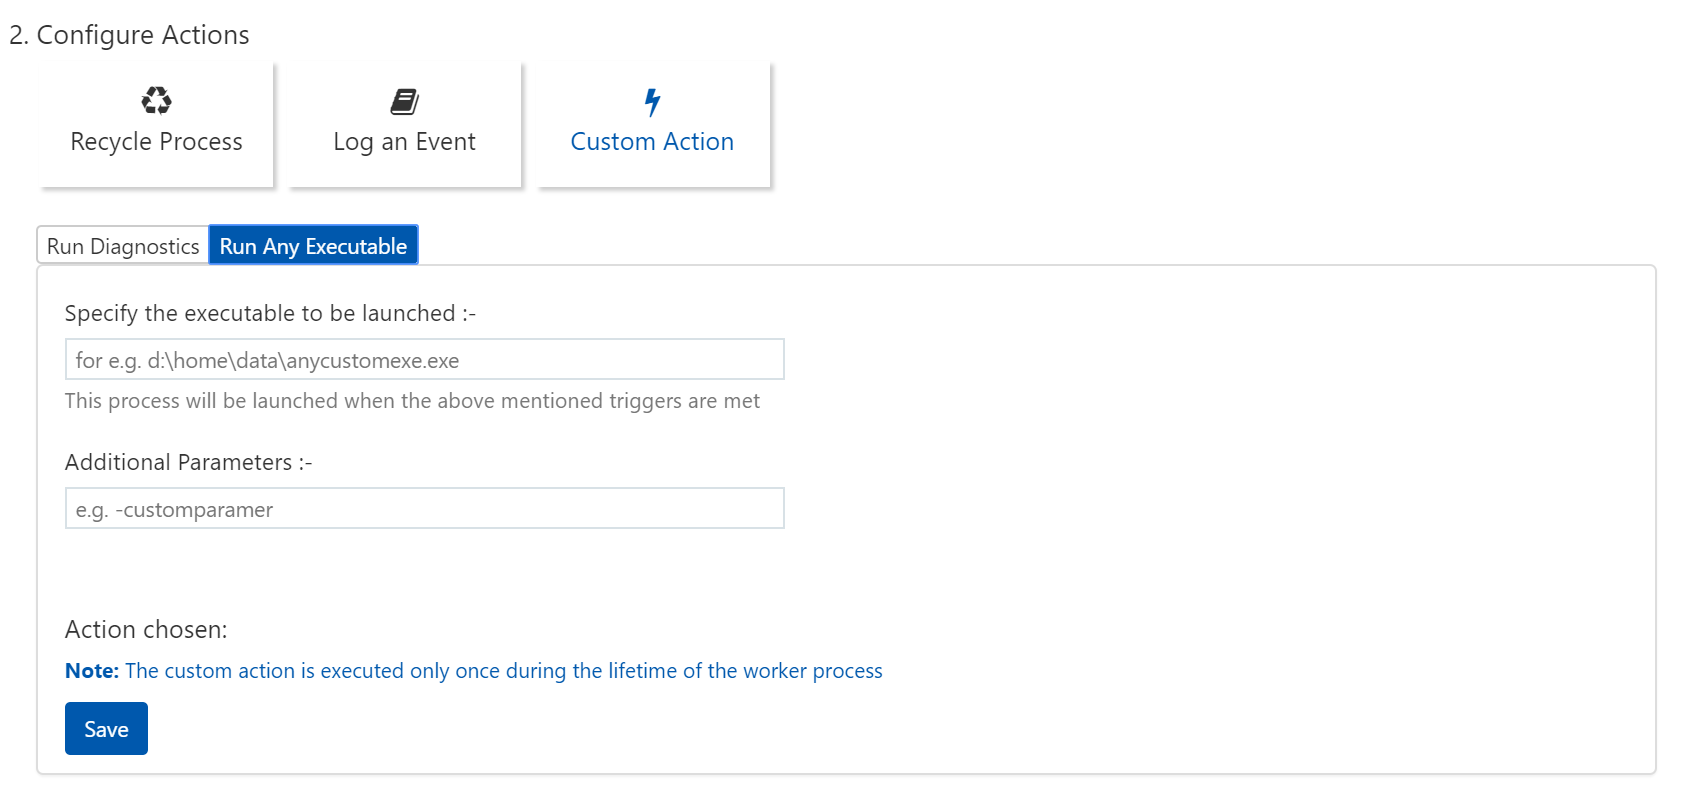 2. Configure Actions
Recycle Process
Log an Event
Custom Action
Run Diagnostics
Run Any Executable
Specify the executable to be launched :-
for e.g. d:\home\data\anycustomexe.exe
This process will be launched when the above mentioned triggers are met
Additional Parameters :-
e.g. -customparamer
Action chosen:
Note: The custom action is executed only once during the lifetime of the worker process
Save